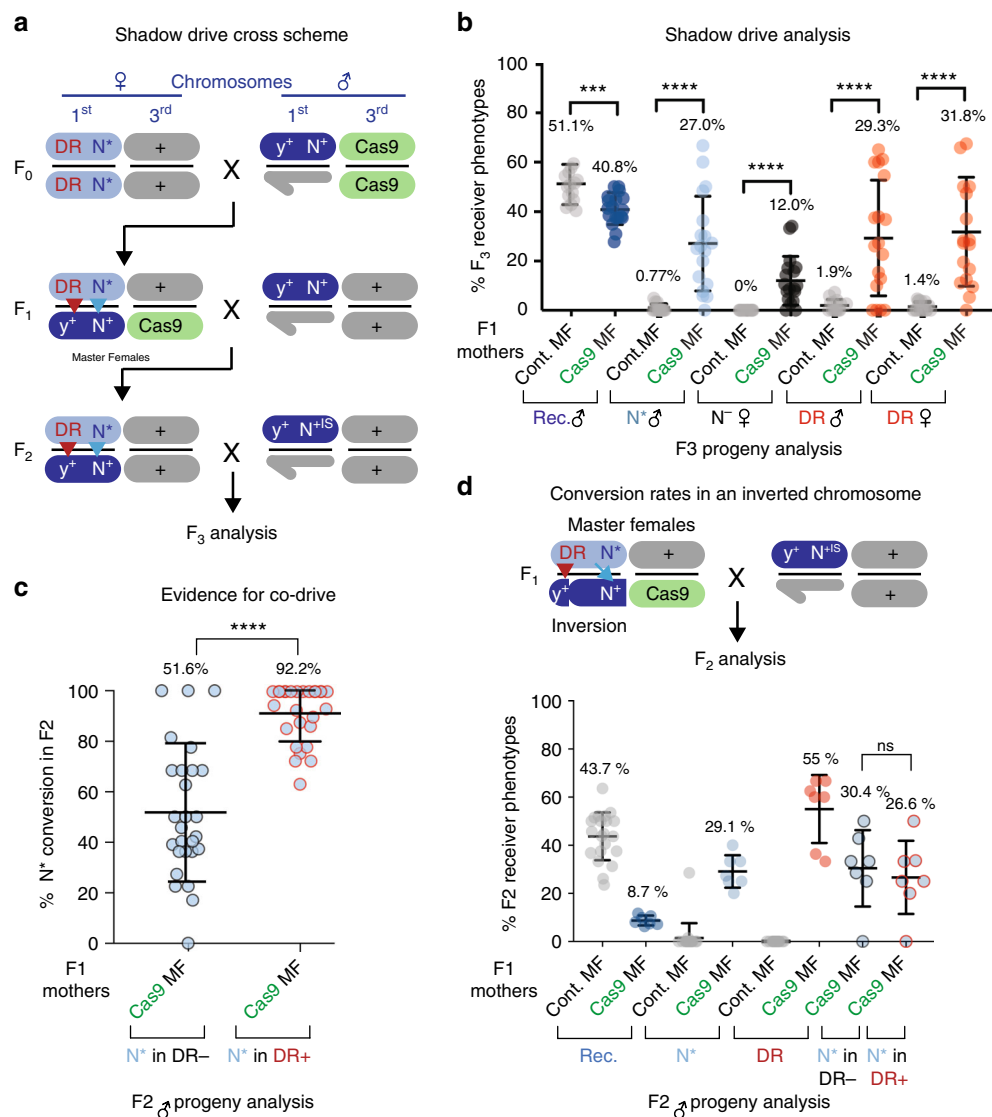 a
Shadow drive cross scheme
♀ Chromosomes ♂
1st 3rd 1st 3rd
F0
DR N* + y+ N+ Cas9
X
DR N* + Cas9
F1
DR N* + y+ N+ +
X
y+ N+ Cas9 +
Master Females
F2
DR N* + y+ N+IS +
X
y+ N+ + +
F3 analysis
b
Shadow drive analysis
% F3 receiver phenotypes
100
80
60
40
20
0
*** **** **** **** ****
51.1% 40.8% 0.77% 27.0% 0% 12.0% 1.9% 29.3% 1.4% 31.8%
F1 mothers
Cont. MF Cas9 MF Cont. MF Cas9 MF Cont. MF Cas9 MF Cont. MF Cas9 MF Cont. MF Cas9 MF
Rec.♂ N*♂ N− ♀ DR ♂ DR ♀
F3 progeny analysis
c
Evidence for co-drive
****
51.6% 92.2%
% N* conversion in F2
100
80
60
40
20
0
F1 mothers
Cas9 MF Cas9 MF
N* in DR− N* in DR+
F2 ♂ progeny analysis
d
Conversion rates in an inverted chromosome
Master females
F1
DR N* + y+ N+IS +
X
y+ N+ Cas9 +
Inversion
F2 analysis
% F2 receiver phenotypes
100
80
60
40
20
0
43.7 % 8.7 % 29.1 % 55 % 30.4 % 26.6 %
ns
F1 mothers
Cont. MF Cas9 MF Cont. MF Cas9 MF Cont. MF Cas9 MF Cas9 MF Cas9 MF
Rec. N* DR N* in DR− N* in DR+
F2 ♂ progeny analysis